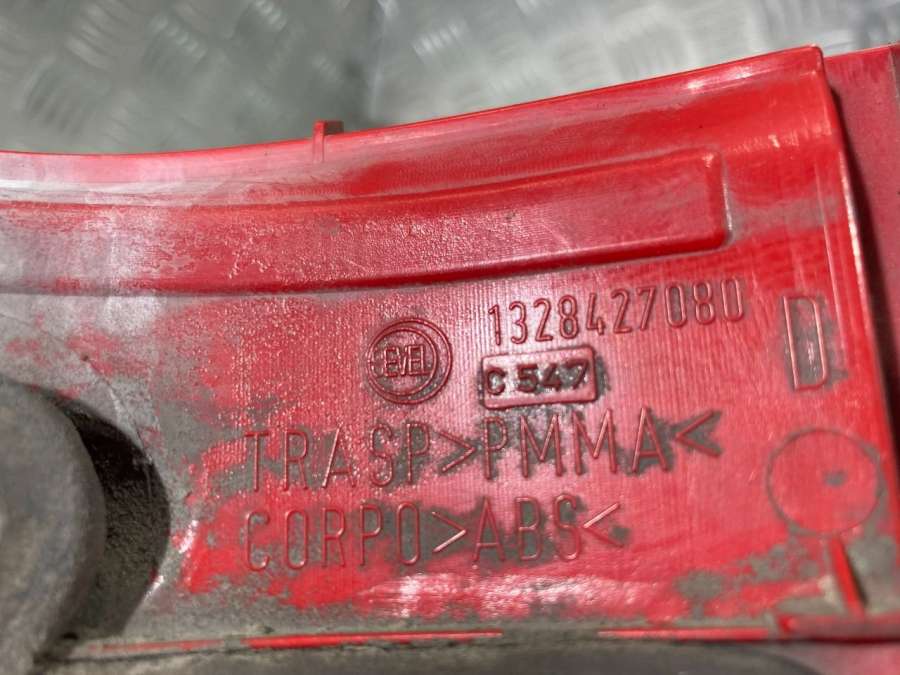 1328427080
D
EVEL
C 547
TRASP>PMMA<
CORPO>ABS<